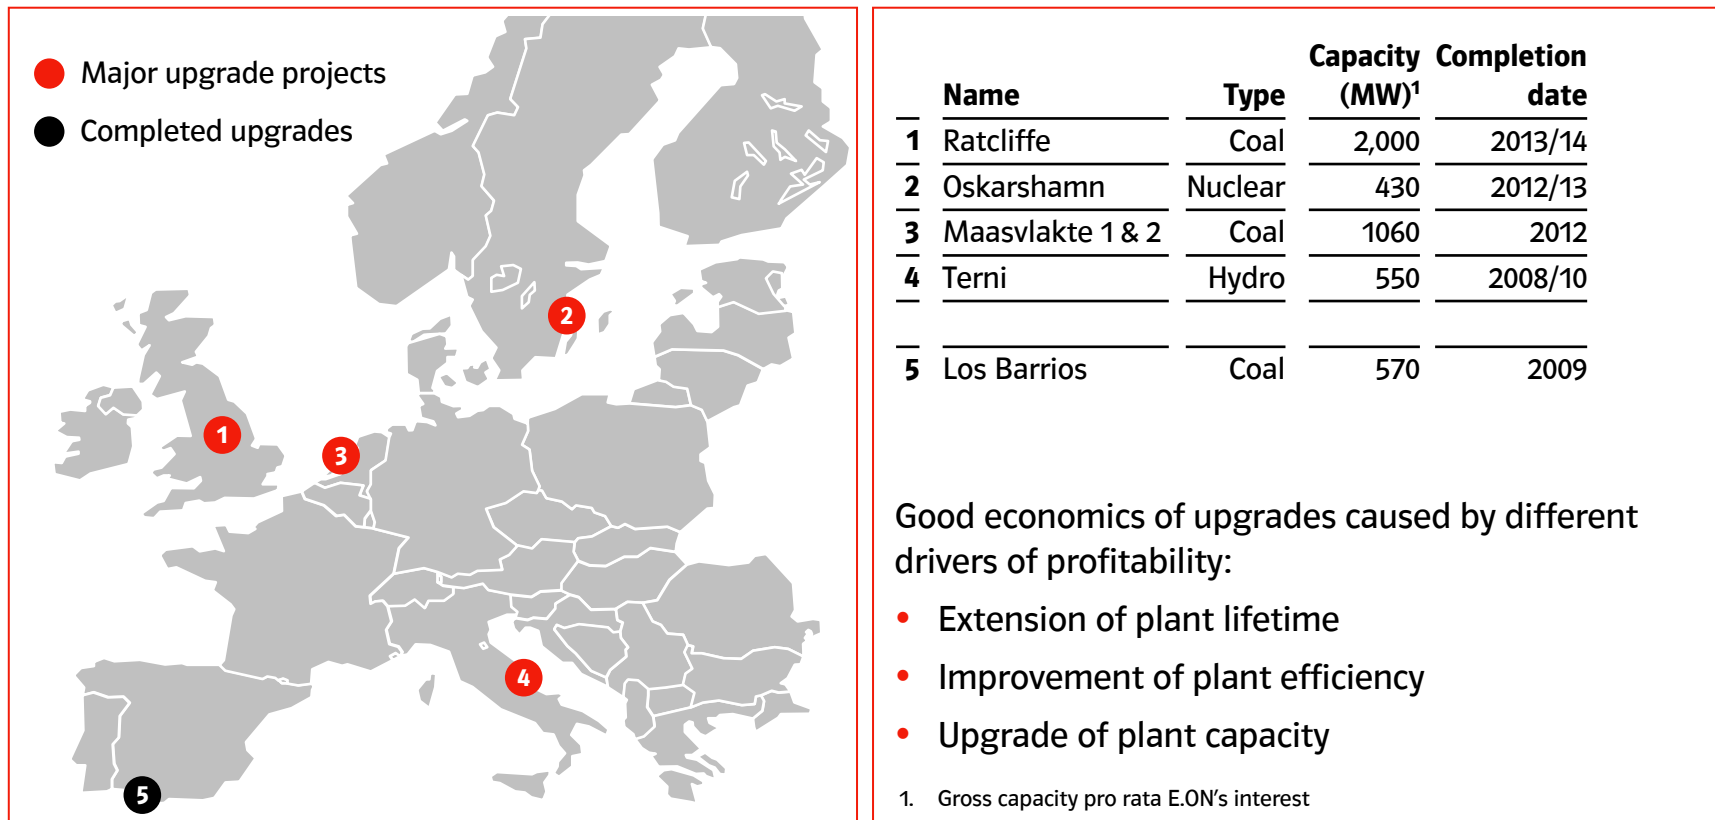 Major upgrade projects
Completed upgrades
1
2
3
4
5
Capacity Completion
Name Type (MW)¹ date
1 Ratcliffe Coal 2,000 2013/14
2 Oskarshamn Nuclear 430 2012/13
3 Maasvlakte 1 & 2 Coal 1060 2012
4 Terni Hydro 550 2008/10
5 Los Barrios Coal 570 2009
Good economics of upgrades caused by different
drivers of profitability:
• Extension of plant lifetime
• Improvement of plant efficiency
• Upgrade of plant capacity
1. Gross capacity pro rata E.ON's interest